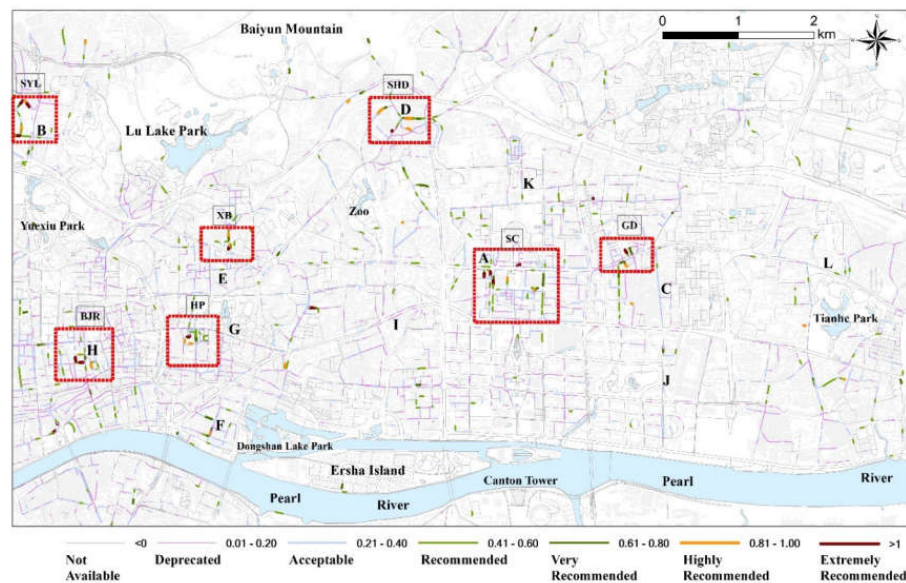 Baiyun Mountain
0 1 2
km
SYL
SHD
B
D
Lu Lake Park
K
Zoo
Yuexiu Park
XB
GD
SC
A
E
L
C
HP
BJR
G
I
Tianhe Park
H
J
F
Dongshan Lake Park
Ersha Island
Canton Tower
Pearl
River
Pearl
River
<0 0.01 - 0.20 0.21 - 0.40 0.41 - 0.60 0.61 - 0.80 0.81 - 1.00 >1
Not Available Deprecated Acceptable Recommended Very Recommended Highly Recommended Extremely Recommended